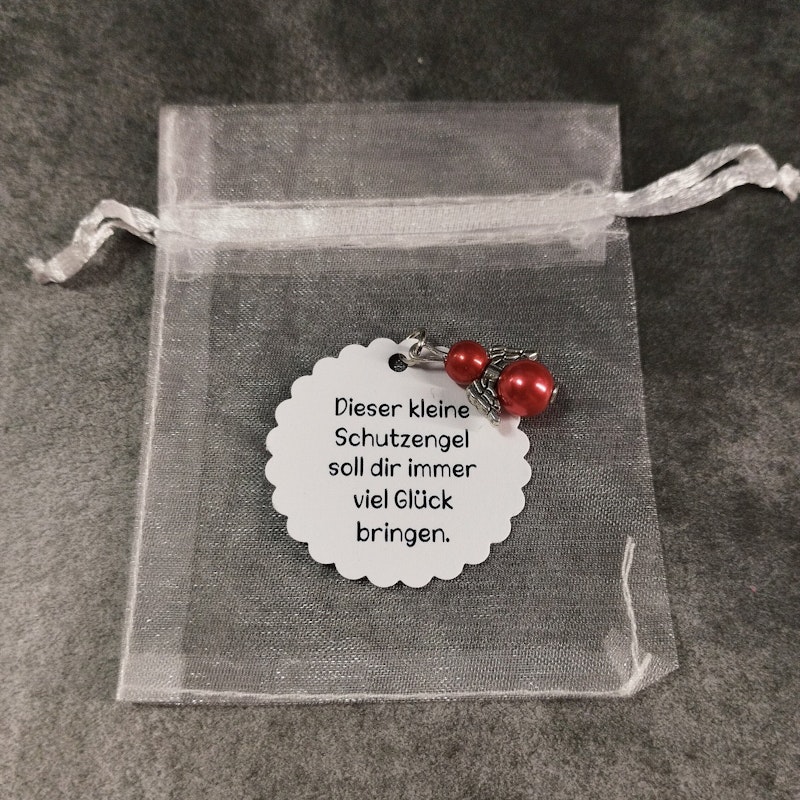 Dieser kleine
Schutzengel
soll dir immer
viel Glück
bringen.